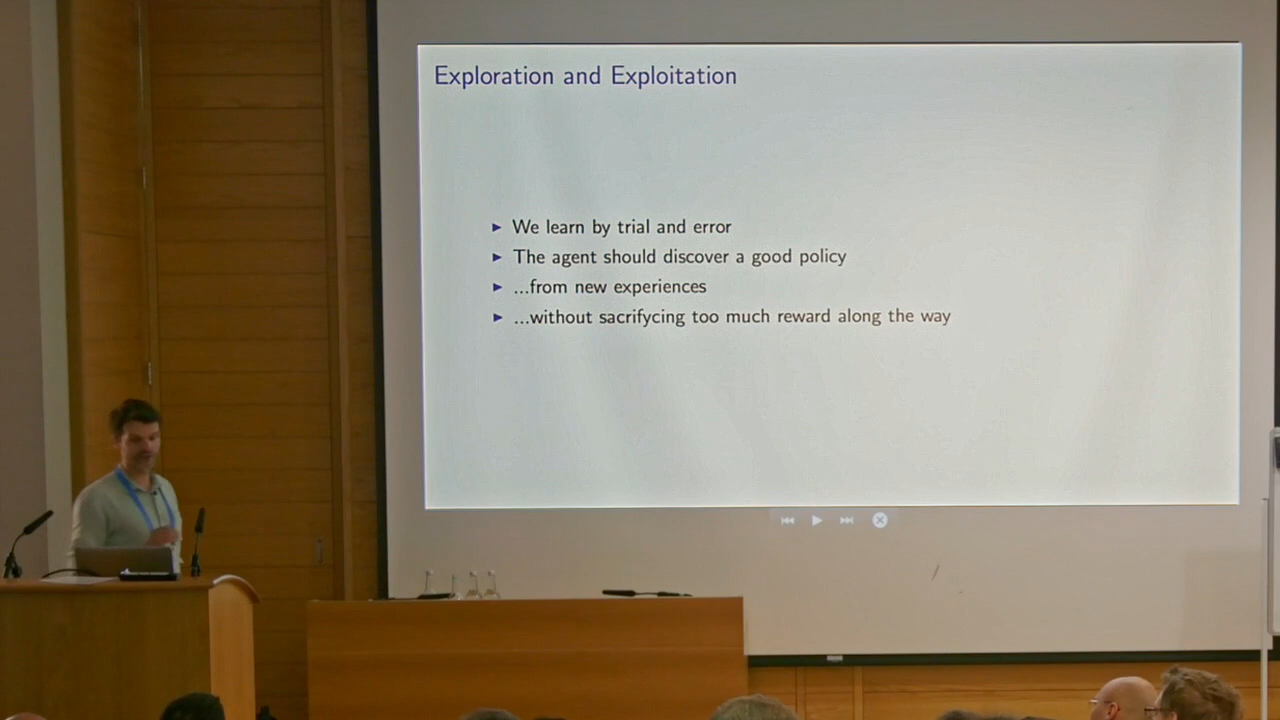 Exploration and Exploitation
► We learn by trial and error
► The agent should discover a good policy
► ...from new experiences
► ...without sacrifycing too much reward along the way